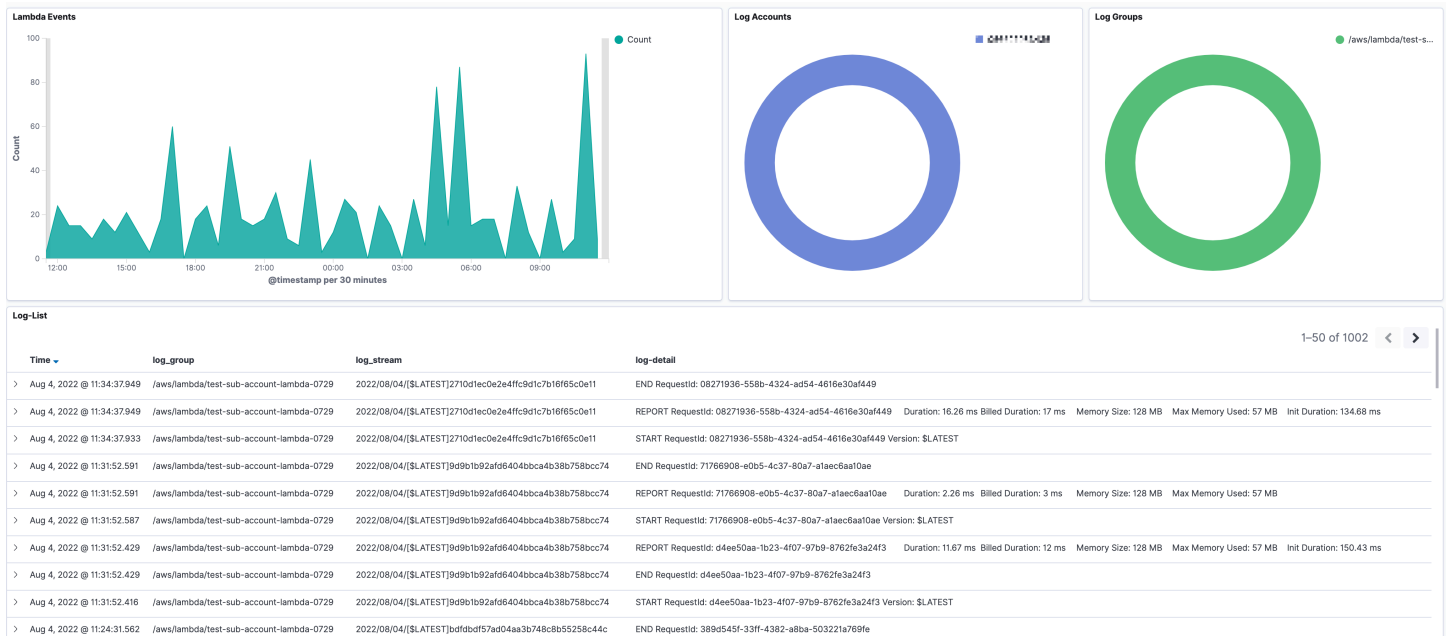 Lambda Events
100
80
60
40
20
0
Count
12:00 15:00 18:00 21:00 00:00 03:00 06:00 09:00
@timestamp per 30 minutes
Count
Log Accounts
Log Groups
/aws/lambda/test-s...
Log-List
1–50 of 1002
Time log_group log_stream log-detail
Aug 4, 2022 @ 11:34:37.949 /aws/lambda/test-sub-account-lambda-0729 2022/08/04/[$LATEST]2710d1ec0e2e4ffc9d1c7b16f65c0e11 END RequestId: 08271936-558b-4324-ad54-4616e30af449
Aug 4, 2022 @ 11:34:37.949 /aws/lambda/test-sub-account-lambda-0729 2022/08/04/[$LATEST]2710d1ec0e2e4ffc9d1c7b16f65c0e11 REPORT RequestId: 08271936-558b-4324-ad54-4616e30af449 Duration: 16.26 ms Billed Duration: 17 ms Memory Size: 128 MB Max Memory Used: 57 MB Init Duration: 134.68 ms
Aug 4, 2022 @ 11:34:37.933 /aws/lambda/test-sub-account-lambda-0729 2022/08/04/[$LATEST]2710d1ec0e2e4ffc9d1c7b16f65c0e11 START RequestId: 08271936-558b-4324-ad54-4616e30af449 Version: $LATEST
Aug 4, 2022 @ 11:31:52.591 /aws/lambda/test-sub-account-lambda-0729 2022/08/04/[$LATEST]9d9b1b92afd6404bbca4b38b758bcc74 END RequestId: 71766908-e0b5-4c37-80a7-a1aec6aa10ae
Aug 4, 2022 @ 11:31:52.591 /aws/lambda/test-sub-account-lambda-0729 2022/08/04/[$LATEST]9d9b1b92afd6404bbca4b38b758bcc74 REPORT RequestId: 71766908-e0b5-4c37-80a7-a1aec6aa10ae Duration: 2.26 ms Billed Duration: 3 ms Memory Size: 128 MB Max Memory Used: 57 MB
Aug 4, 2022 @ 11:31:52.587 /aws/lambda/test-sub-account-lambda-0729 2022/08/04/[$LATEST]9d9b1b92afd6404bbca4b38b758bcc74 START RequestId: 71766908-e0b5-4c37-80a7-a1aec6aa10ae Version: $LATEST
Aug 4, 2022 @ 11:31:52.429 /aws/lambda/test-sub-account-lambda-0729 2022/08/04/[$LATEST]9d9b1b92afd6404bbca4b38b758bcc74 REPORT RequestId: d4ee50aa-1b23-4f07-97b9-8762fe3a24f3 Duration: 11.67 ms Billed Duration: 12 ms Memory Size: 128 MB Max Memory Used: 57 MB Init Duration: 150.43 ms
Aug 4, 2022 @ 11:31:52.429 /aws/lambda/test-sub-account-lambda-0729 2022/08/04/[$LATEST]9d9b1b92afd6404bbca4b38b758bcc74 END RequestId: d4ee50aa-1b23-4f07-97b9-8762fe3a24f3
Aug 4, 2022 @ 11:31:52.416 /aws/lambda/test-sub-account-lambda-0729 2022/08/04/[$LATEST]9d9b1b92afd6404bbca4b38b758bcc74 START RequestId: d4ee50aa-1b23-4f07-97b9-8762fe3a24f3 Version: $LATEST
Aug 4, 2022 @ 11:24:31.562 /aws/lambda/test-sub-account-lambda-0729 2022/08/04/[$LATEST]bdfdbdf57ad04aa3b748c8b55258c44c END RequestId: 389d545f-33ff-4382-a8ba-503221a769fe